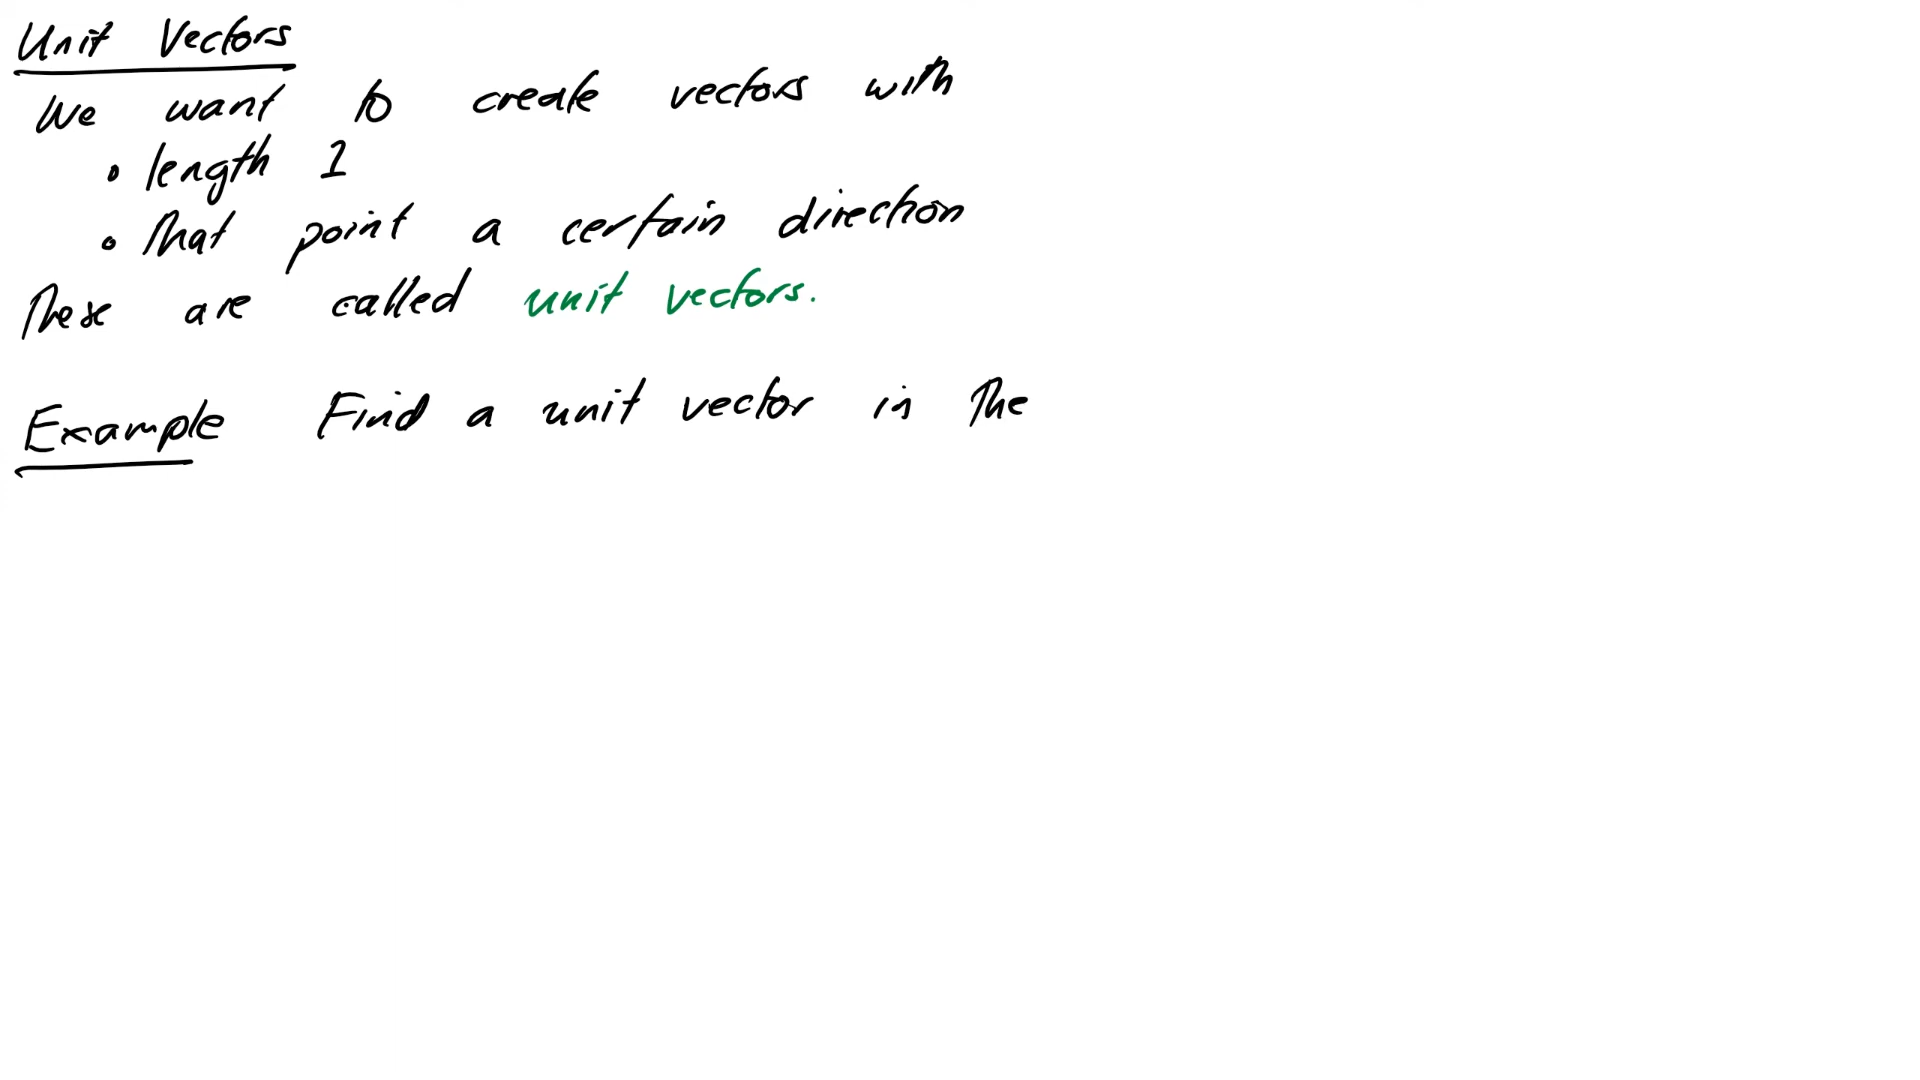 Unit Vectors
We want to create vectors with
• length 1
• that point a certain direction
These are called unit vectors.
Example Find a unit vector in the